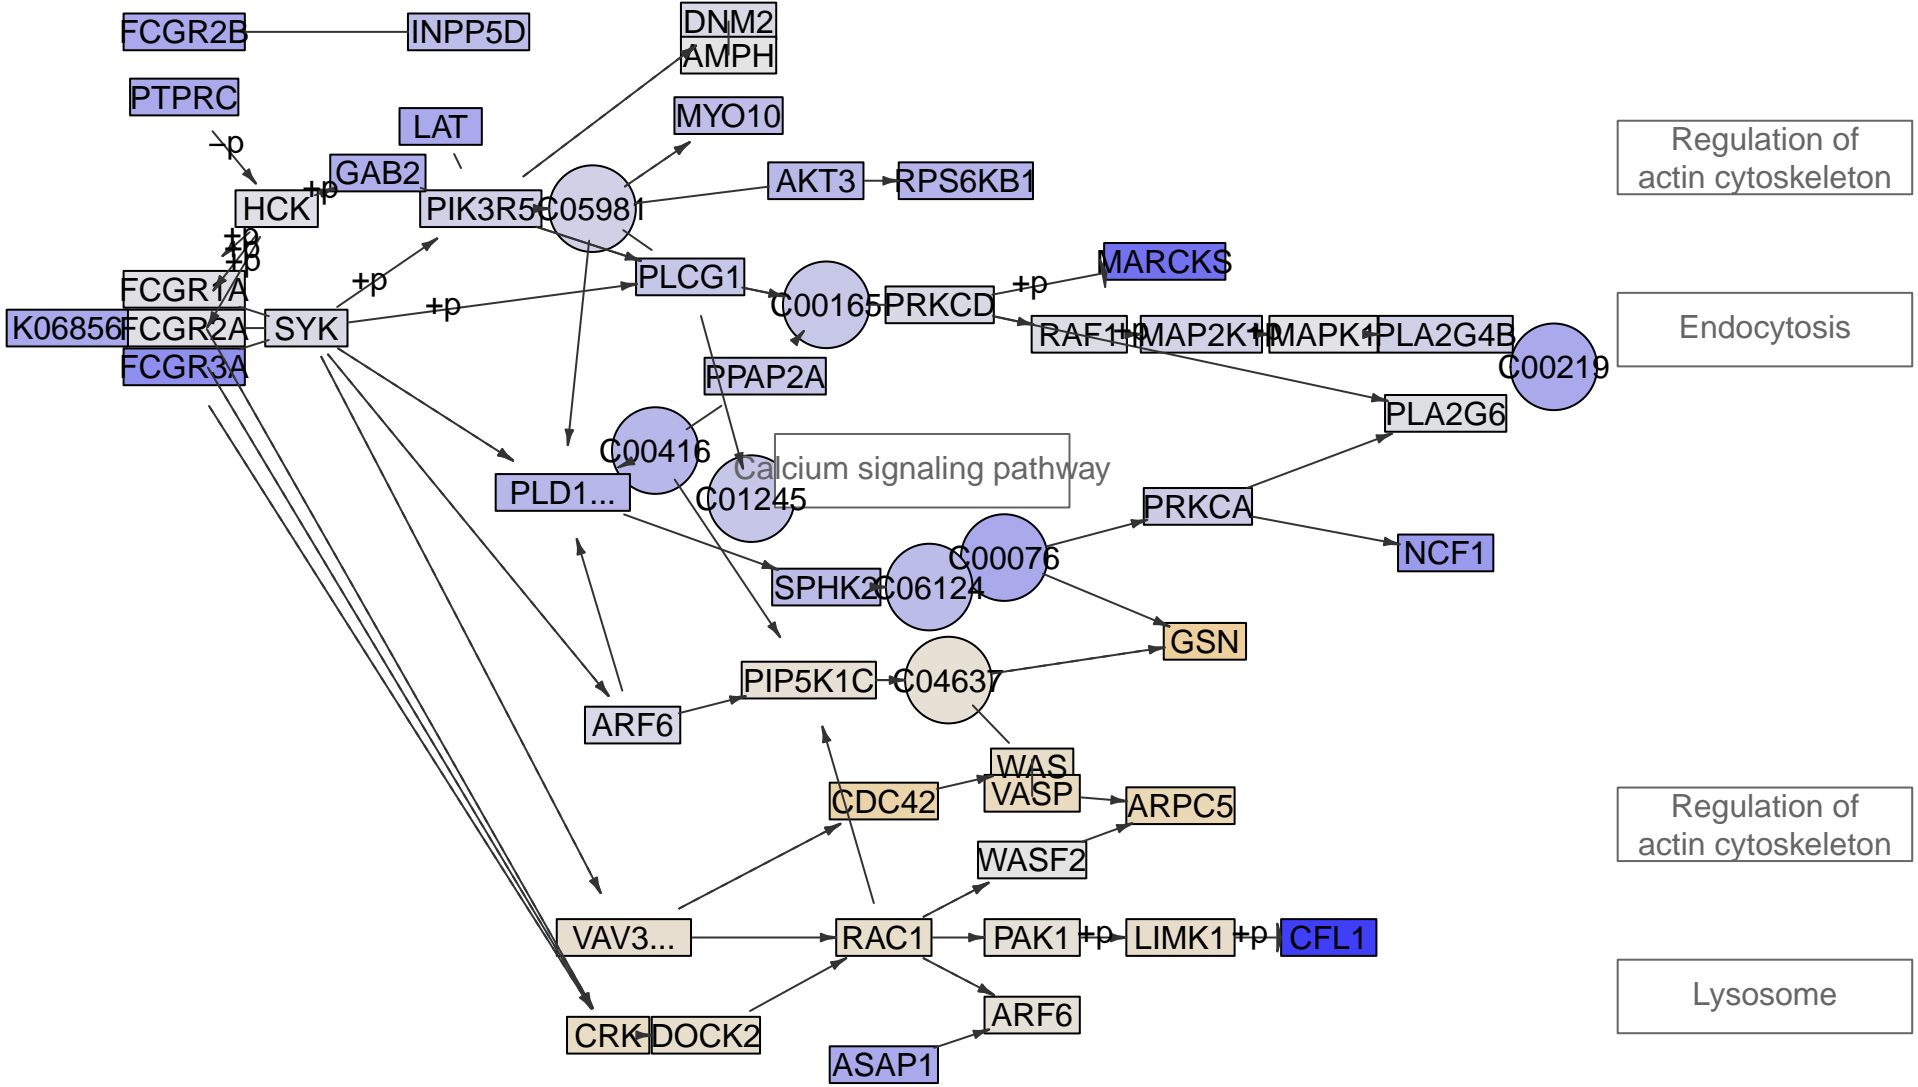 FCGR2B
INPP5D
DNM2
AMPH
PTPRC
LAT
MYO10
Regulation of
actin cytoskeleton
–p
GAB2
+p
AKT3
RPS6KB1
HCK
PIK3R5
C05981
+p
+p
+p
MARCKS
FCGR1A
+p
+p
PLCG1
C00165
PRKCD
+p
K06856
FCGR2A
SYK
RAF1
+p
MAP2K1
+p
MAPK1
PLA2G4B
Endocytosis
FCGR3A
PPAP2A
C00219
PLA2G6
C00416
Calcium signaling pathway
PLD1...
C01245
PRKCA
NCF1
C00076
SPHK2
C06124
GSN
PIP5K1C
C04637
ARF6
WAS
VASP
CDC42
ARPC5
Regulation of
actin cytoskeleton
WASF2
VAV3...
RAC1
PAK1
+p
LIMK1
+p
CFL1
Lysosome
ARF6
CRK
DOCK2
ASAP1